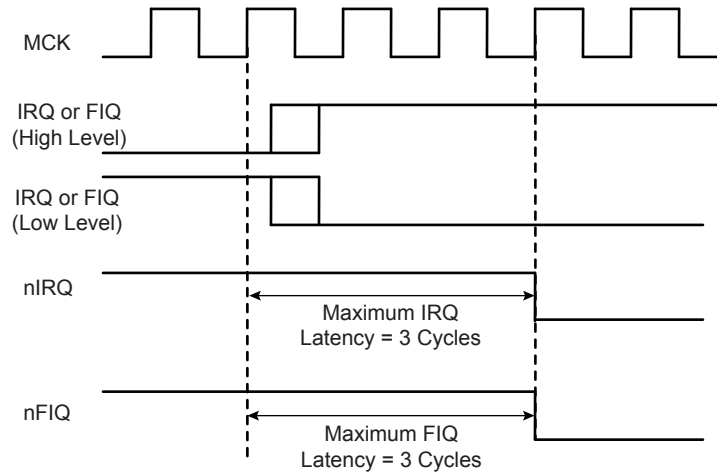 MCK
IRQ or FIQ
(High Level)
IRQ or FIQ
(Low Level)
nIRQ
Maximum IRQ
Latency = 3 Cycles
nFIQ
Maximum FIQ
Latency = 3 Cycles